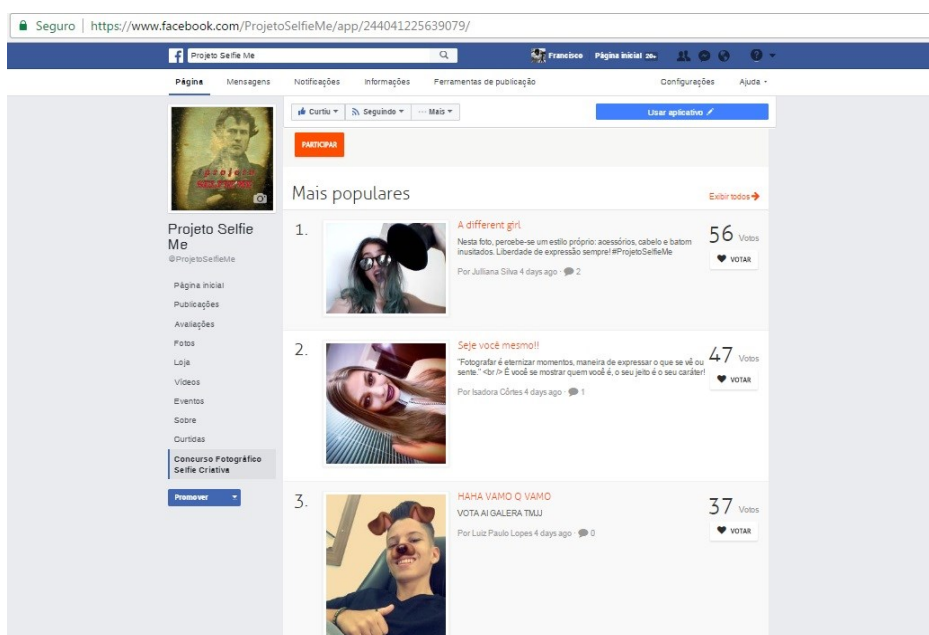 Seguro | https://www.facebook.com/ProjetoSelfieMe/app/244041225639079/
Projeto Selfie Me
Francisco Página inicial 20+
Página Mensagens Notificações Informações Ferramentas de publicação Configurações Ajuda
Curtiu Seguindo Mais Usar aplicativo
PARTICIPAR
projeto
SELFIE ME
Mais populares
Exibir todos
Projeto Selfie
Me
@ProjetoSelfieMe
Página inicial
Publicações
Avaliações
Fotos
Loja
Vídeos
Eventos
Sobre
Curtidas
Concurso Fotográfico
Selfie Criativa
Promover
1.
A different girl
Nesta foto, percebe-se um estilo próprio: acessórios, cabelo e batom
inusitados. Liberdade de expressão sempre! #ProjetoSelfieMe
Por Julliana Silva 4 days ago · 2
56 Votos
VOTAR
2.
Seje você mesmo!!
"Fotografar é eternizar momentos, maneira de expressar o que se vê ou
sente." <br /> É você se mostrar quem você é, o seu jeito é o seu caráter!
Por Isadora Côrtes 4 days ago · 1
47 Votos
VOTAR
3.
HAHA VAMO Q VAMO
VOTA AI GALERA TMJJ
Por Luiz Paulo Lopes 4 days ago · 0
37 Votos
VOTAR